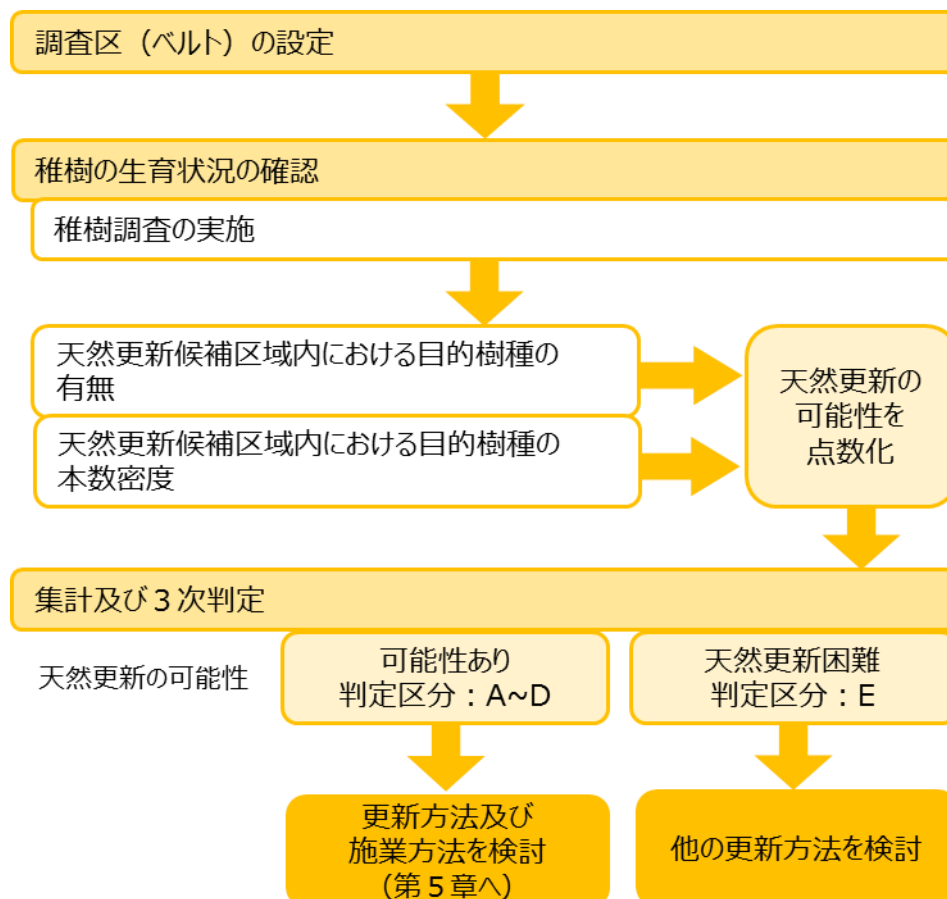 調査区（ベルト）の設定
稚樹の生育状況の確認
稚樹調査の実施
天然更新候補区域内における目的樹種の
有無
天然更新候補区域内における目的樹種の
本数密度
天然更新の
可能性を
点数化
集計及び３次判定
天然更新の可能性
可能性あり
判定区分：A~D
天然更新困難
判定区分：E
更新方法及び
施業方法を検討
(第５章へ)
他の更新方法を検討